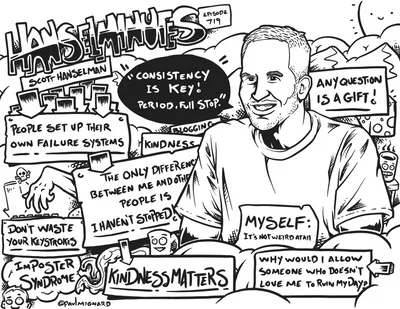 HANSELMINUTES
EPISODE
719
SCOTT HANSELMAN
"CONSISTENCY
IS KEY!
PERIOD, FULL STOP."
ANY QUESTION
IS A GIFT!
PEOPLE SET UP THEIR
OWN FAILURE SYSTEMS
BLOGGING
KINDNESS
THE ONLY DIFFERENC
BETWEEN ME AND OTHE
PEOPLE IS
I HAVEN'T STOPPED!
DON'T WASTE
YOUR KEYSTROKES
MYSELF:
IT'S NOT WEIRD AT ALL
IMPOSTER
SYNDROME
KINDNESS MATTERS
WHY WOULD I ALLOW
SOMEONE WHO DOESN'T
LOVE ME TO RUIN MY DAY?
@PAULMIGNARD